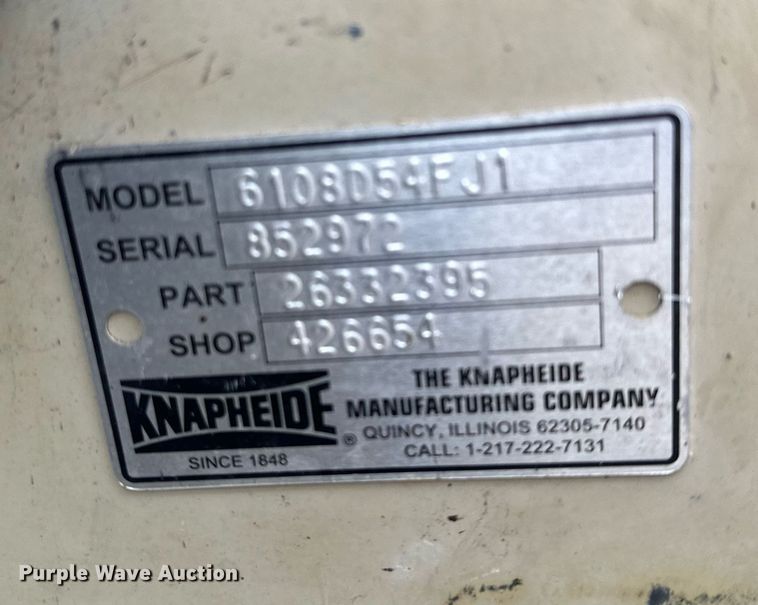 MODEL 6108D54FJ1
SERIAL 852972
PART 26332395
SHOP 426654
KNAPHEIDE ®
SINCE 1848
THE KNAPHEIDE
MANUFACTURING COMPANY
QUINCY, ILLINOIS 62305-7140
CALL: 1-217-222-7131
Purple Wave Auction